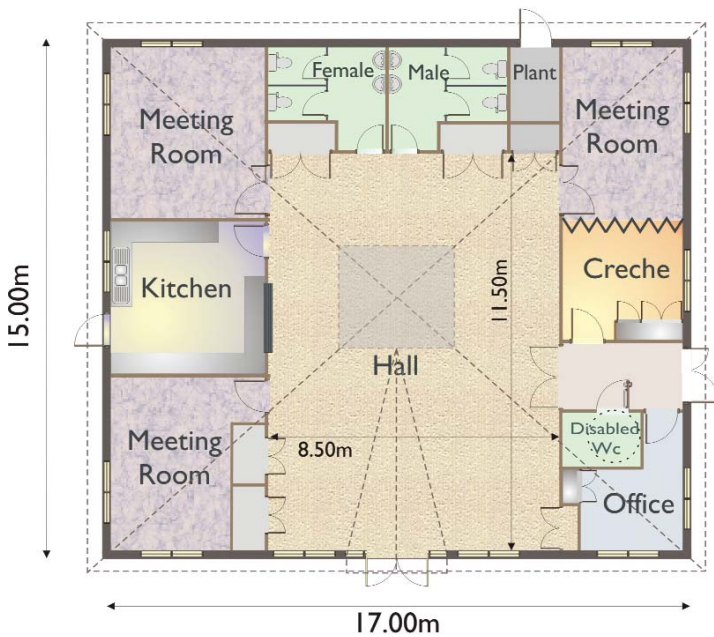 Female
Male
Plant
Meeting
Room
Meeting
Room
Creche
Kitchen
15.00m
11.50m
Hall
Meeting
Room
8.50m
Disabled
Wc
Office
17.00m